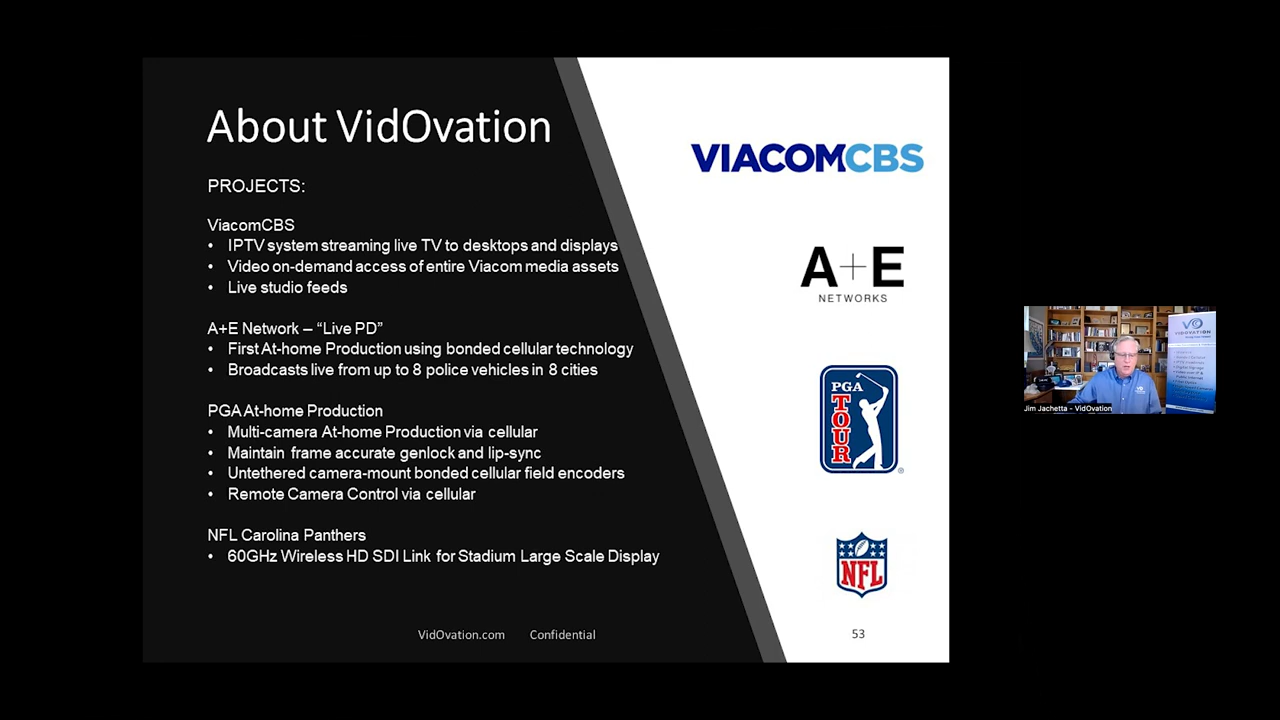 About VidOvation
PROJECTS:
ViacomCBS
• IPTV system streaming live TV to desktops and displays
• Video on-demand access of entire Viacom media assets
• Live studio feeds
A+E Network – “Live PD”
• First At-home Production using bonded cellular technology
• Broadcasts live from up to 8 police vehicles in 8 cities
PGA At-home Production
• Multi-camera At-home Production via cellular
• Maintain frame accurate genlock and lip-sync
• Untethered camera-mount bonded cellular field encoders
• Remote Camera Control via cellular
NFL Carolina Panthers
• 60GHz Wireless HD SDI Link for Stadium Large Scale Display
VidOvation.com Confidential
53
VIACOMCBS
A+E
NETWORKS
PGA
TOUR
®
NFL
VO
VIDOVATION
Jim Jachetta - VidOvation